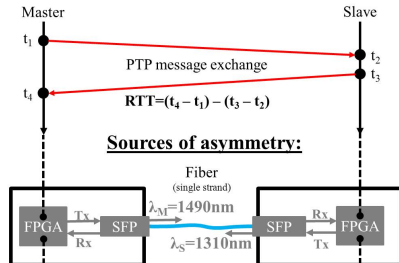 Master
Slave
t1
t2
PTP message exchange
t3
t4
RTT=(t4 – t1) – (t3 – t2)
Sources of asymmetry:
Fiber
(single strand)
λM=1490nm
FPGA
Tx
Rx
SFP
SFP
Rx
Tx
FPGA
λS=1310nm